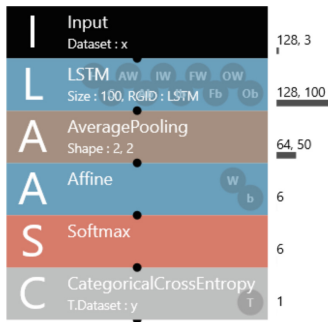 I
Input
Dataset : x
128, 3
L
LSTM
AW
IW
FW
OW
Size : 100, RGID : LSTM
Fb
Ob
128, 100
A
AveragePooling
Shape : 2, 2
64, 50
A
Affine
W
b
6
S
Softmax
6
C
CategoricalCrossEntropy
T.Dataset : y
T
1